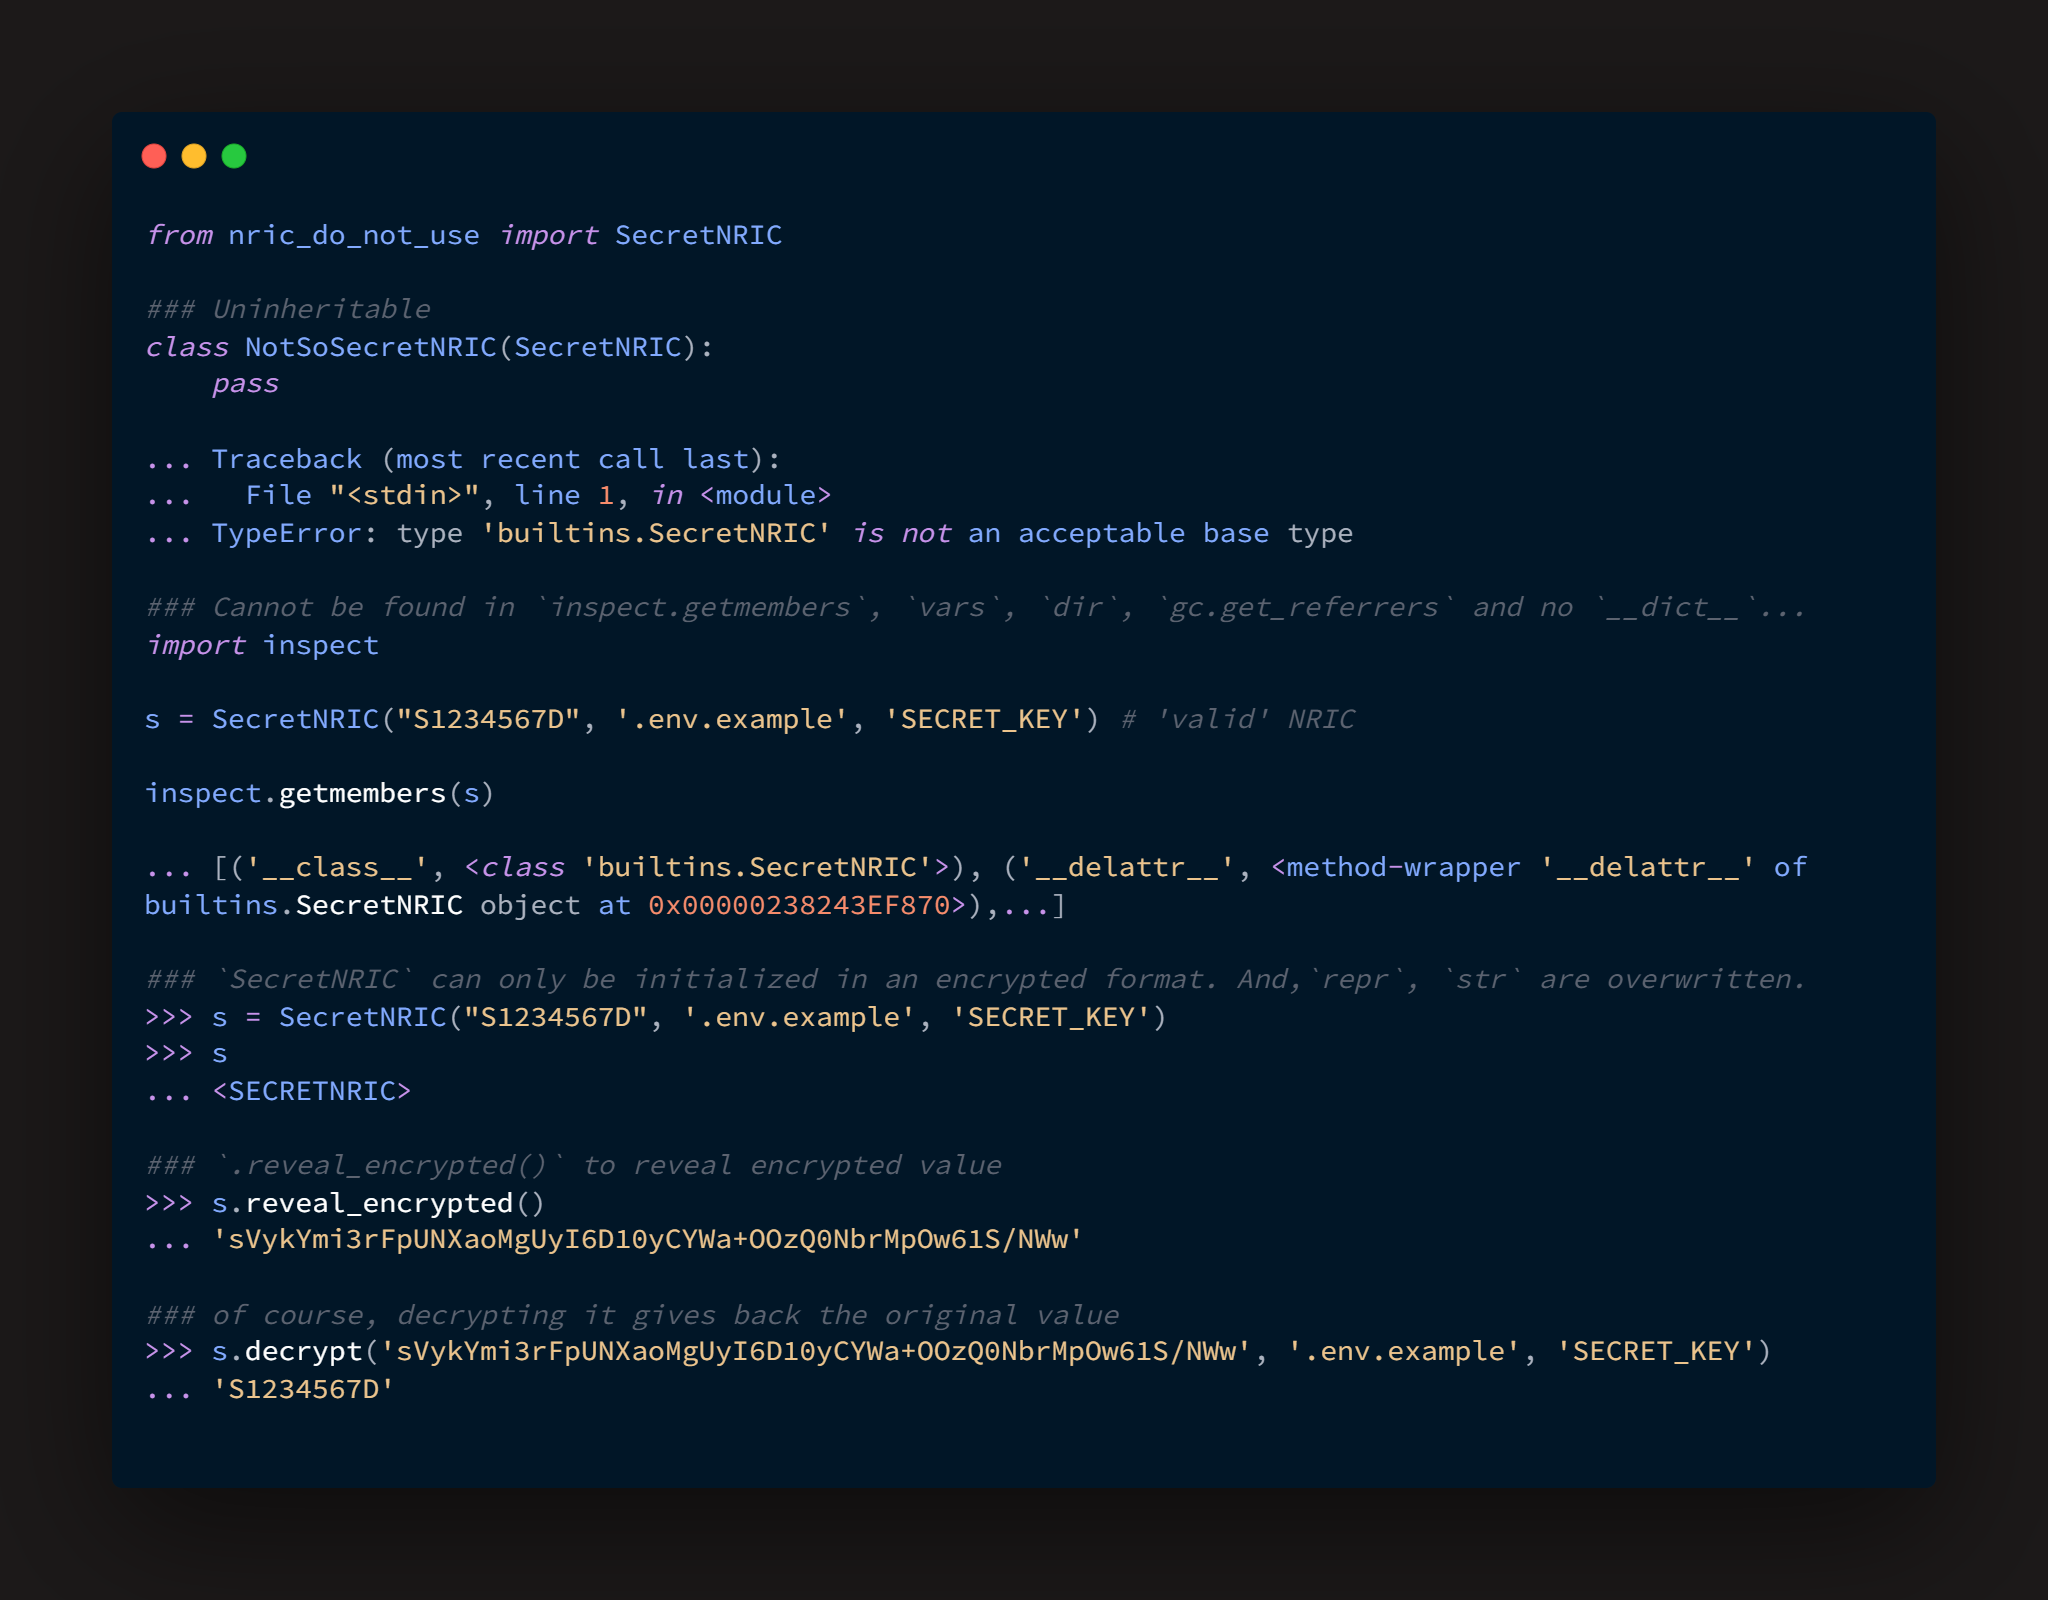 from nric_do_not_use import SecretNRIC
### Uninheritable
class NotSoSecretNRIC(SecretNRIC):
    pass
... Traceback (most recent call last):
...   File "<stdin>", line 1, in <module>
... TypeError: type 'builtins.SecretNRIC' is not an acceptable base type
### Cannot be found in `inspect.getmembers`, `vars`, `dir`, `gc.get_referrers` and no `__dict__`...
import inspect
s = SecretNRIC("S1234567D", '.env.example', 'SECRET_KEY') # 'valid' NRIC
inspect.getmembers(s)
... [('__class__', <class 'builtins.SecretNRIC'>), ('__delattr__', <method-wrapper '__delattr__' of
builtins.SecretNRIC object at 0x00000238243EF870>),...]
### `SecretNRIC` can only be initialized in an encrypted format. And,`repr`, `str` are overwritten.
>>> s = SecretNRIC("S1234567D", '.env.example', 'SECRET_KEY')
>>> s
... <SECRETNRIC>
### `.reveal_encrypted()` to reveal encrypted value
>>> s.reveal_encrypted()
... 'sVykYmi3rFpUNXaoMgUyI6D10yCYWa+OOzQ0NbrMpOw61S/NWw'
### of course, decrypting it gives back the original value
>>> s.decrypt('sVykYmi3rFpUNXaoMgUyI6D10yCYWa+OOzQ0NbrMpOw61S/NWw', '.env.example', 'SECRET_KEY')
... 'S1234567D'